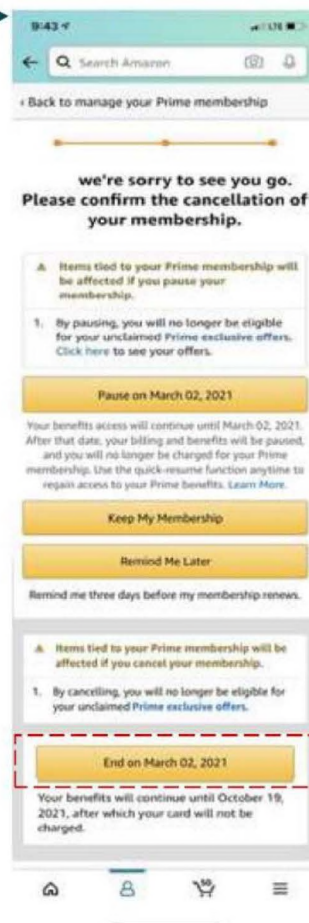 9:43
LTE
Search Amazon
‹ Back to manage your Prime membership
we're sorry to see you go.
Please confirm the cancellation of
your membership.
Items tied to your Prime membership will
be affected if you pause your
membership.
1. By pausing, you will no longer be eligible
for your unclaimed Prime exclusive offers.
Click here to see your offers.
Pause on March 02, 2021
Your benefits access will continue until March 02, 2021.
After that date, your billing and benefits will be paused,
and you will no longer be charged for your Prime
membership. Use the quick-resume function anytime to
regain access to your Prime benefits. Learn More.
Keep My Membership
Remind Me Later
Remind me three days before my membership renews.
Items tied to your Prime membership will be
affected if you cancel your membership.
1. By cancelling, you will no longer be eligible for
your unclaimed Prime exclusive offers.
End on March 02, 2021
Your benefits will continue until October 19,
2021, after which your card will not be
charged.